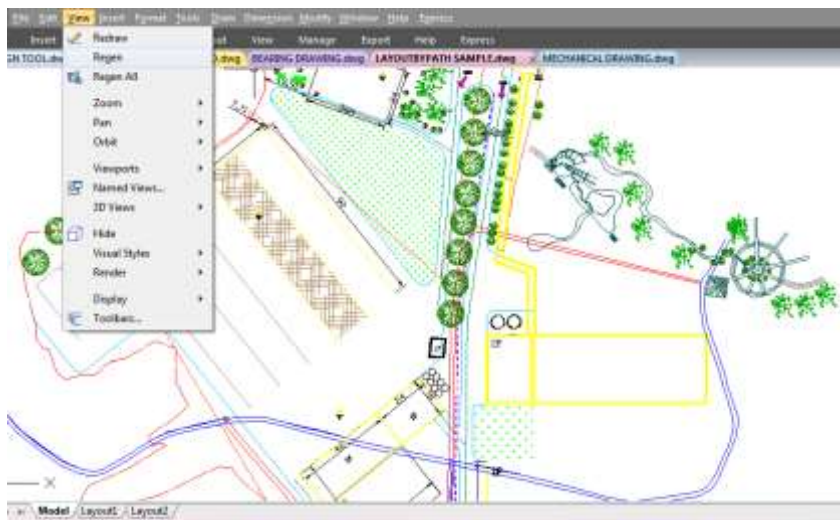 File Edit View Insert Format Tools Draw Dimension Modify Window Help Express
Insert View Manage Export Help Express
BEARING DRAWING.dwg LAYOUTBYPATH SAMPLE.dwg MECHANICAL DRAWING.dwg
Redraw
Regen
Regen All
Zoom
Pan
Orbit
Viewports
Named Views...
3D Views
Hide
Visual Styles
Render
Display
Toolbars...
X
Model Layout1 Layout2